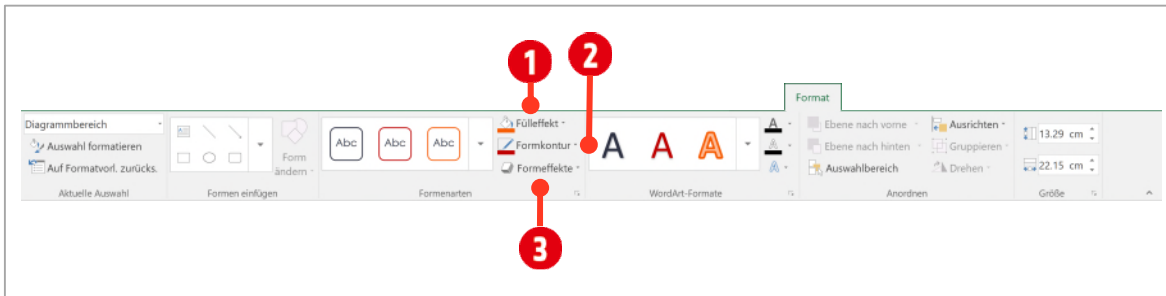 1
2
Format
Diagrammbereich
Auswahl formatieren
Auf Formatvorl. zurücks.
Aktuelle Auswahl
Form
ändern
Formen einfügen
Abc
Abc
Abc
Fülleffekt
Formkontur
Formeffekte
Formenarten
A
A
A
A
A
A
WordArt-Formate
Ebene nach vorne
Ebene nach hinten
Auswahlbereich
Ausrichten
Gruppieren
Drehen
Anordnen
13.29 cm
22.15 cm
Größe
3